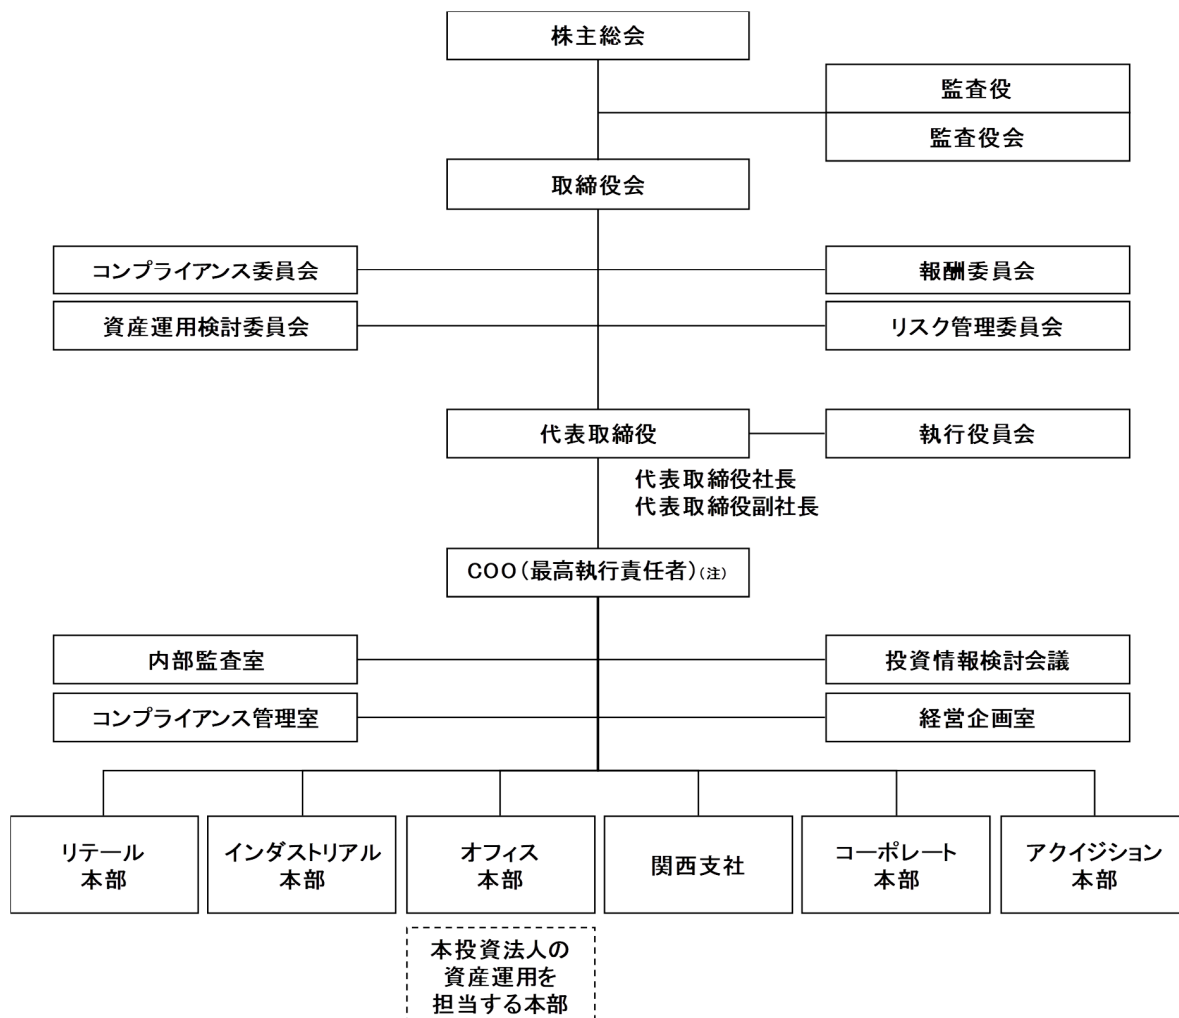 株主総会
監査役
監査役会
取締役会
コンプライアンス委員会
報酬委員会
資産運用検討委員会
リスク管理委員会
代表取締役
執行役員会
代表取締役社長
代表取締役副社長
COO(最高執行責任者)(注)
内部監査室
投資情報検討会議
コンプライアンス管理室
経営企画室
リテール
本部
インダストリアル
本部
オフィス
本部
関西支社
コーポレート
本部
アクイジション
本部
本投資法人の
資産運用を
担当する本部